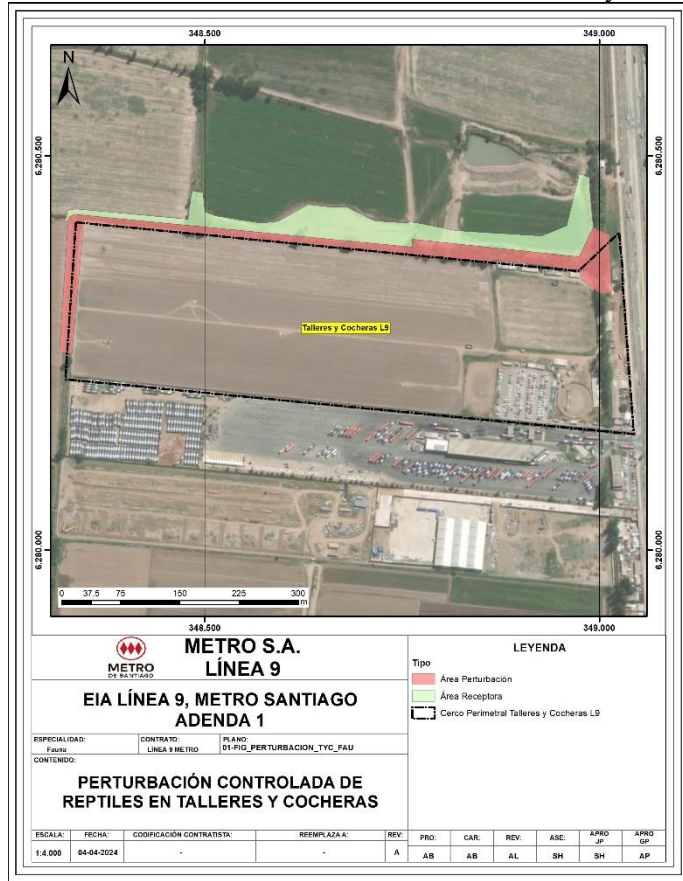 348.500
349.000
N
6.280.500
6.280.500
Talleres y Cocheras L9
6.280.000
6.280.000
0 37.5 75 150 225 300
m
348.500
349.000
METRO
DE SANTIAGO
METRO S.A.
LÍNEA 9
EIA LÍNEA 9, METRO SANTIAGO
ADENDA 1
ESPECIALIDAD:
Fauna
CONTRATO:
LÍNEA 9 METRO
PLANO:
01-FIG_PERTURBACION_TYC_FAU
CONTENIDO:
PERTURBACIÓN CONTROLADA DE
REPTILES EN TALLERES Y COCHERAS
ESCALA: FECHA: CODIFICACIÓN CONTRATISTA: REEMPLAZA A: REV:
1:4.000 04-04-2024 - - A
LEYENDA
Tipo
Área Perturbación
Área Receptora
Cerco Perimetral Talleres y Cocheras L9
PRO: CAR: REV: ASE: APRO JP APRO GP
AB AB AL SH SH AP